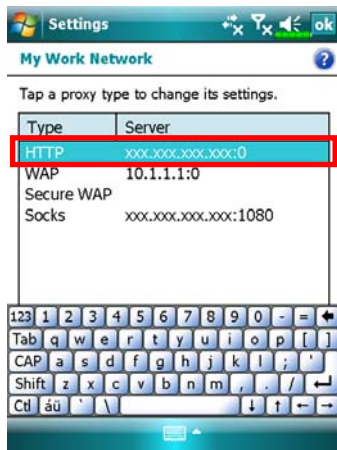 Settings ok
My Work Network ?
Tap a proxy type to change its settings.
Type Server
HTTP xxx.xxx.xxx.xxx:0
WAP 10.1.1.1:0
Secure WAP
Socks xxx.xxx.xxx.xxx:1080
123 1 2 3 4 5 6 7 8 9 0 - =
Tab q w e r t y u i o p [ ]
CAP a s d f g h j k l ; '
Shift z x c v b n m , . /
Ctl áü ` \